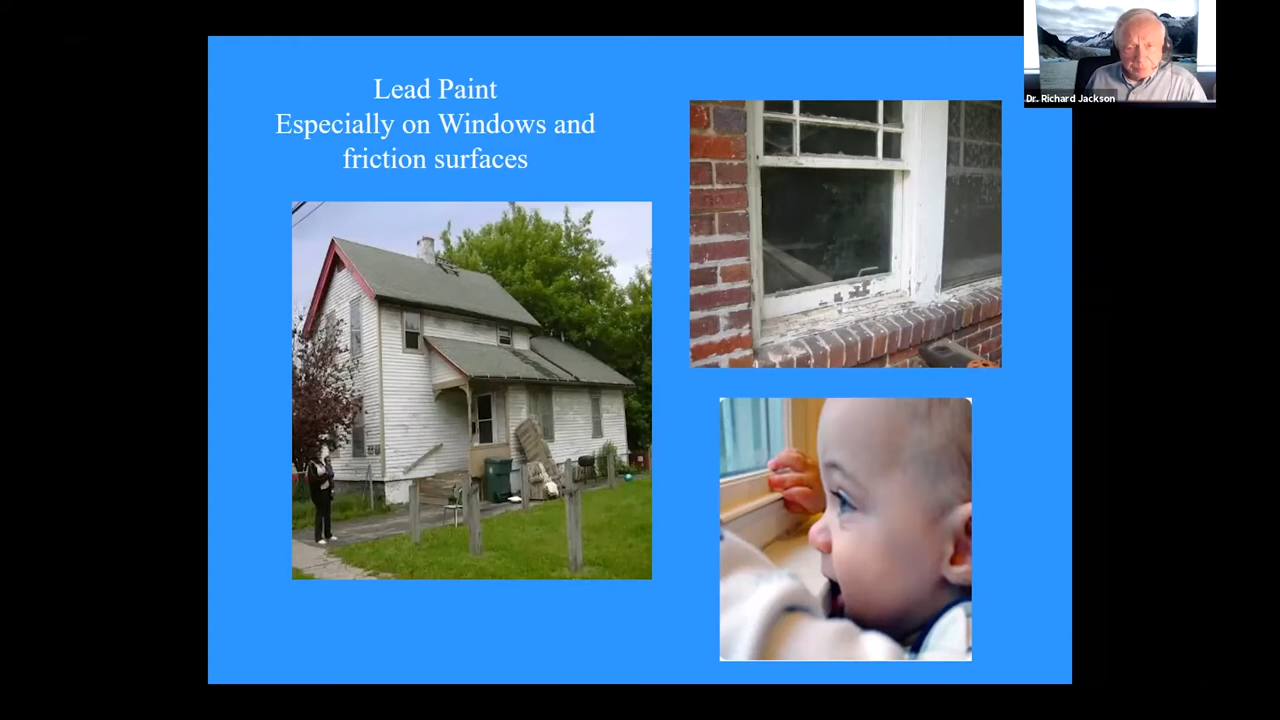 Lead Paint
Especially on Windows and
friction surfaces
Dr. Richard Jackson